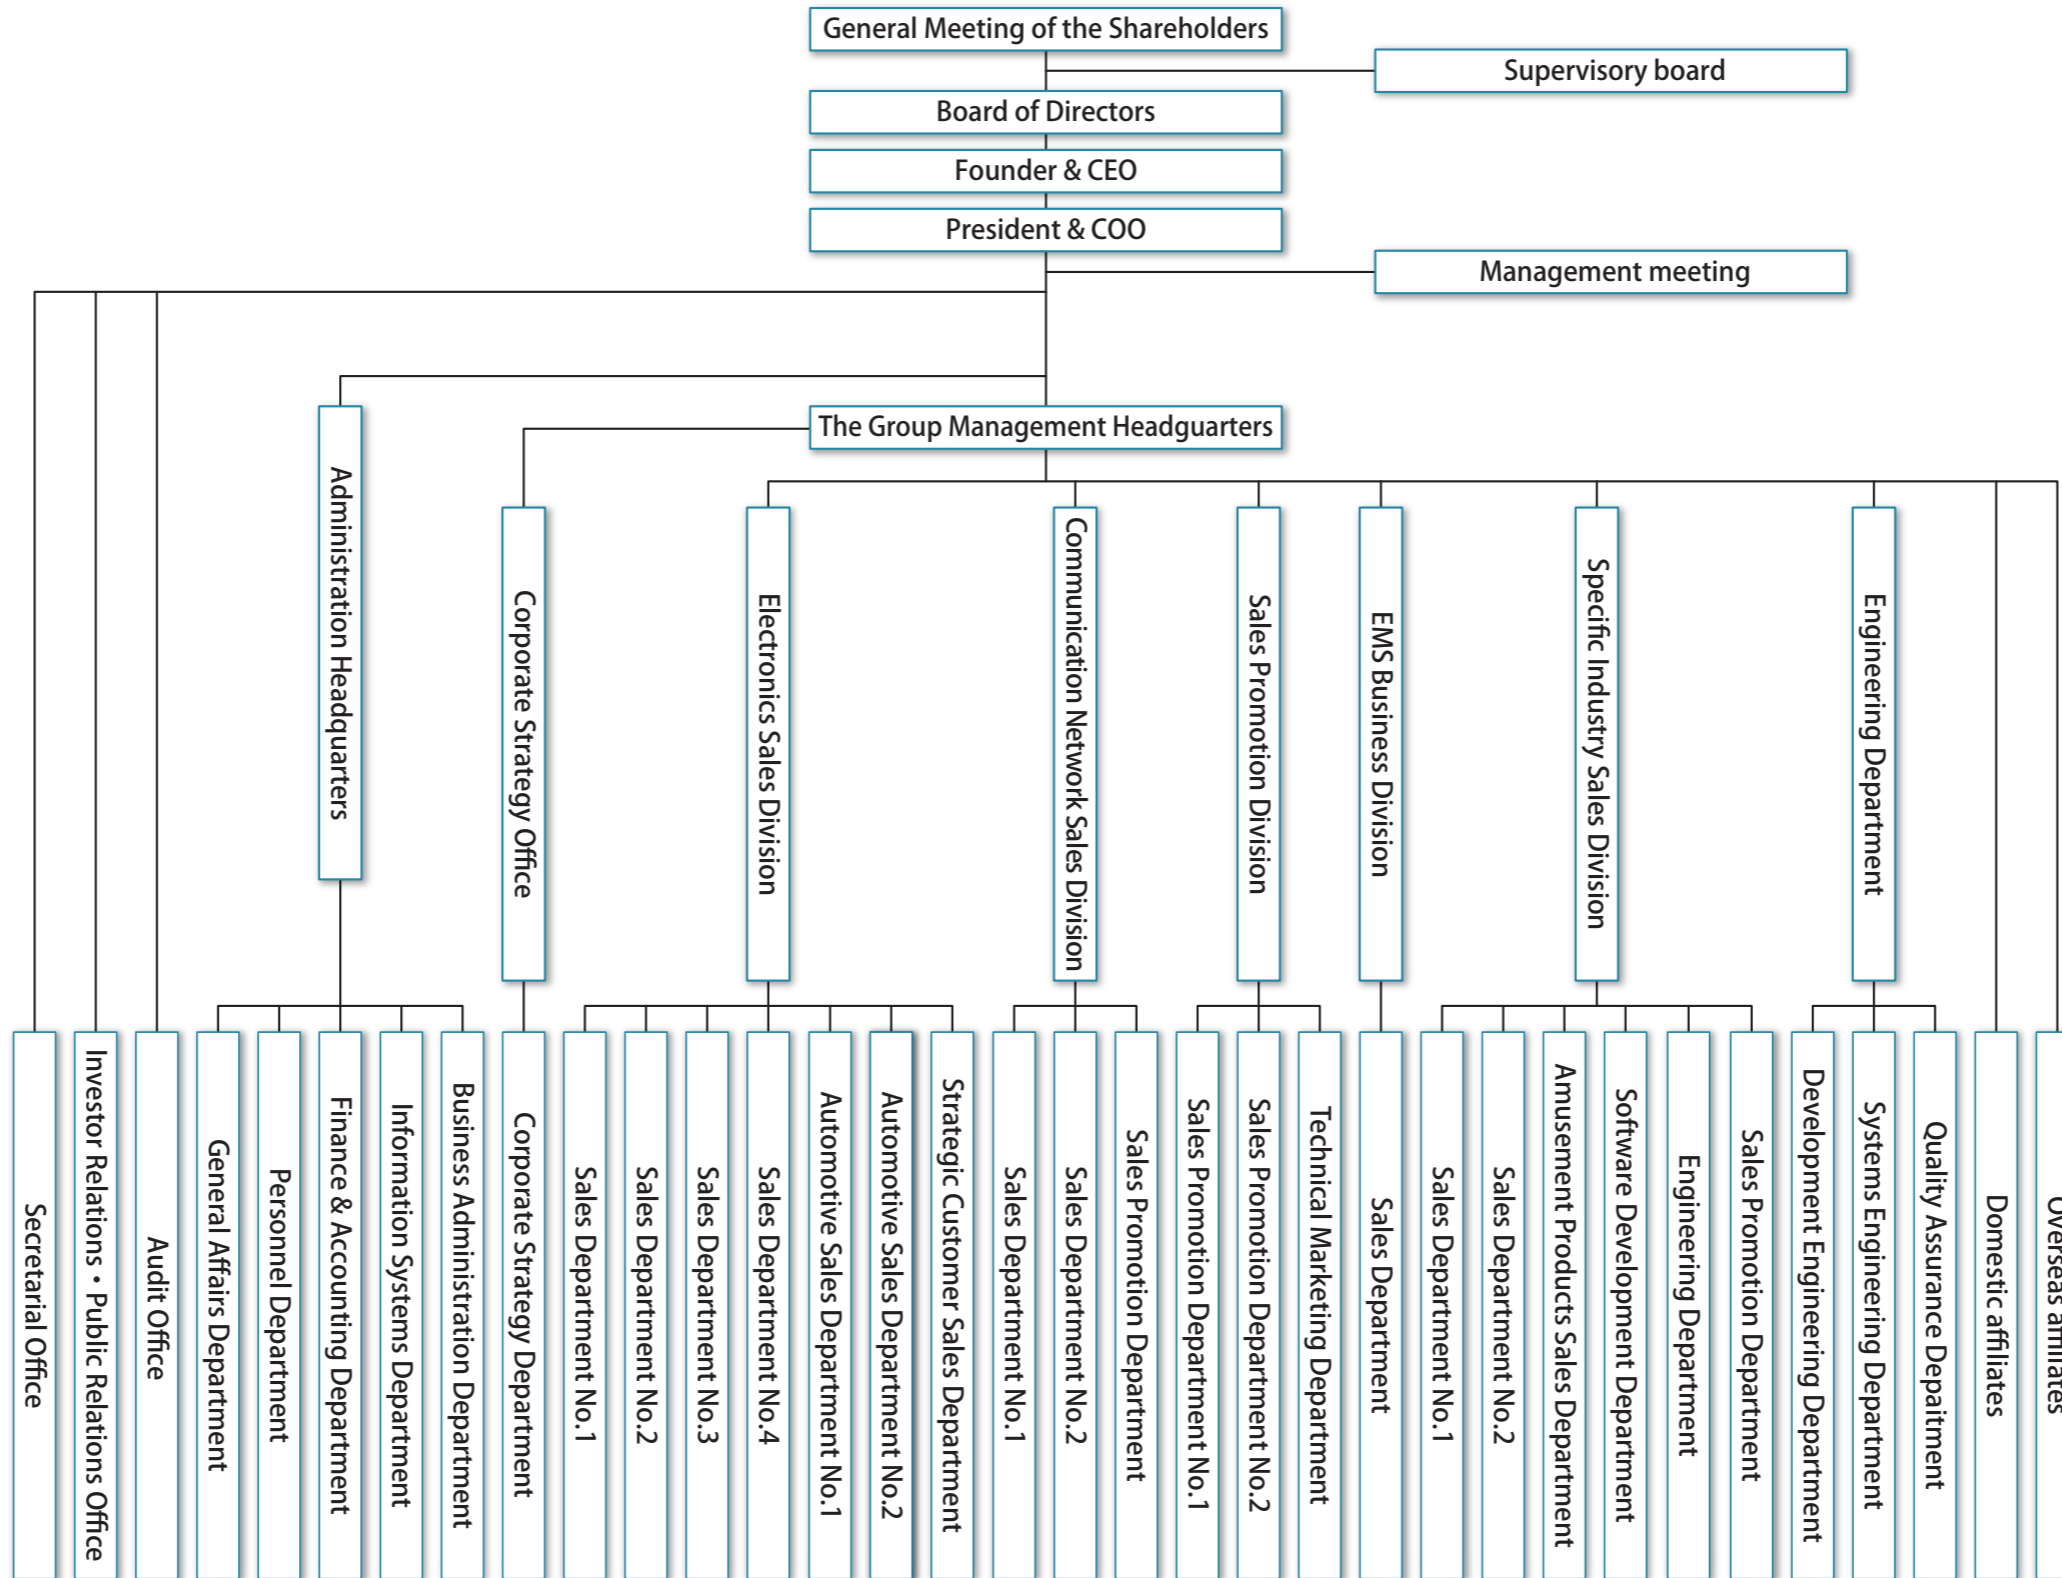 General Meeting of the Shareholders
Supervisory board
Board of Directors
Founder & CEO
President & COO
Management meeting
The Group Management Headguarters
Administration Headquarters
Corporate Strategy Office
Electronics Sales Division
Communication Network Sales Division
Sales Promotion Division
EMS Business Division
Specific Industry Sales Division
Engineering Department
Secretarial Office
Investor Relations・Public Relations Office
Audit Office
General Affairs Department
Personnel Department
Finance & Accounting Department
Information Systems Department
Business Administration Department
Corporate Strategy Department
Sales Department No.1
Sales Department No.2
Sales Department No.3
Sales Department No.4
Automotive Sales Department No.1
Automotive Sales Department No.2
Strategic Customer Sales Department
Sales Department No.1
Sales Department No.2
Sales Promotion Department
Sales Promotion Department No.1
Sales Promotion Department No.2
Technical Marketing Department
Sales Department
Sales Department No.1
Sales Department No.2
Amusement Products Sales Department
Software Development Department
Engineering Department
Sales Promotion Department
Development Engineering Department
Systems Engineering Department
Quality Assurance Depaitment
Domestic affiliates
Overseas affiliates